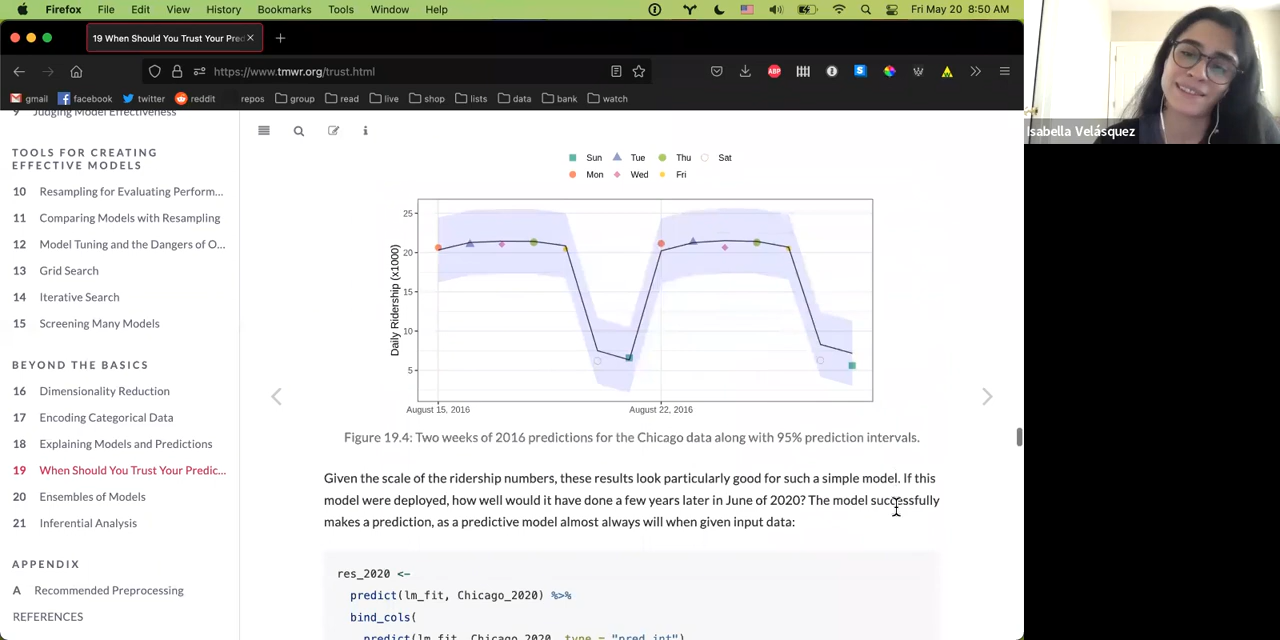 Firefox File Edit View History Bookmarks Tools Window Help Fri May 20 8:50 AM
19 When Should You Trust Your Pred
https://www.tmwr.org/trust.html
ABP
gmail facebook twitter reddit repos group read live shop lists data bank watch
Isabella Velásquez
9 Judging Model Effectiveness
TOOLS FOR CREATING
EFFECTIVE MODELS
10 Resampling for Evaluating Perform...
11 Comparing Models with Resampling
12 Model Tuning and the Dangers of O...
13 Grid Search
14 Iterative Search
15 Screening Many Models
BEYOND THE BASICS
16 Dimensionality Reduction
17 Encoding Categorical Data
18 Explaining Models and Predictions
19 When Should You Trust Your Predic...
20 Ensembles of Models
21 Inferential Analysis
APPENDIX
A Recommended Preprocessing
REFERENCES
Sun Tue Thu Sat
Mon Wed Fri
25
20
15
10
5
Daily Ridership (x1000)
August 15, 2016 August 22, 2016
Figure 19.4: Two weeks of 2016 predictions for the Chicago data along with 95% prediction intervals.
Given the scale of the ridership numbers, these results look particularly good for such a simple model. If this
model were deployed, how well would it have done a few years later in June of 2020? The model successfully
makes a prediction, as a predictive model almost always will when given input data:
res_2020 <-
predict(lm_fit, Chicago_2020) %>%
bind_cols(
predict(lm_fit, Chicago_2020, type = "pred_int")